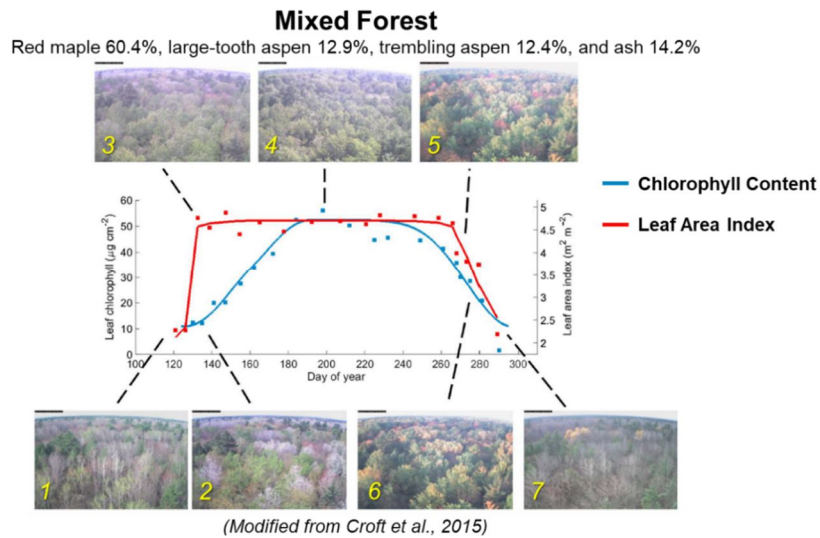 Mixed Forest
Red maple 60.4%, large-tooth aspen 12.9%, trembling aspen 12.4%, and ash 14.2%
3
4
5
Chlorophyll Content
Leaf Area Index
Leaf chlorophyll (μg cm⁻²)
60
50
40
30
20
10
0
5
4.5
4
3.5
3
2.5
2
Leaf area index (m² m⁻²)
100 120 140 160 180 200 220 240 260 280 300
Day of year
1
2
6
7
(Modified from Croft et al., 2015)